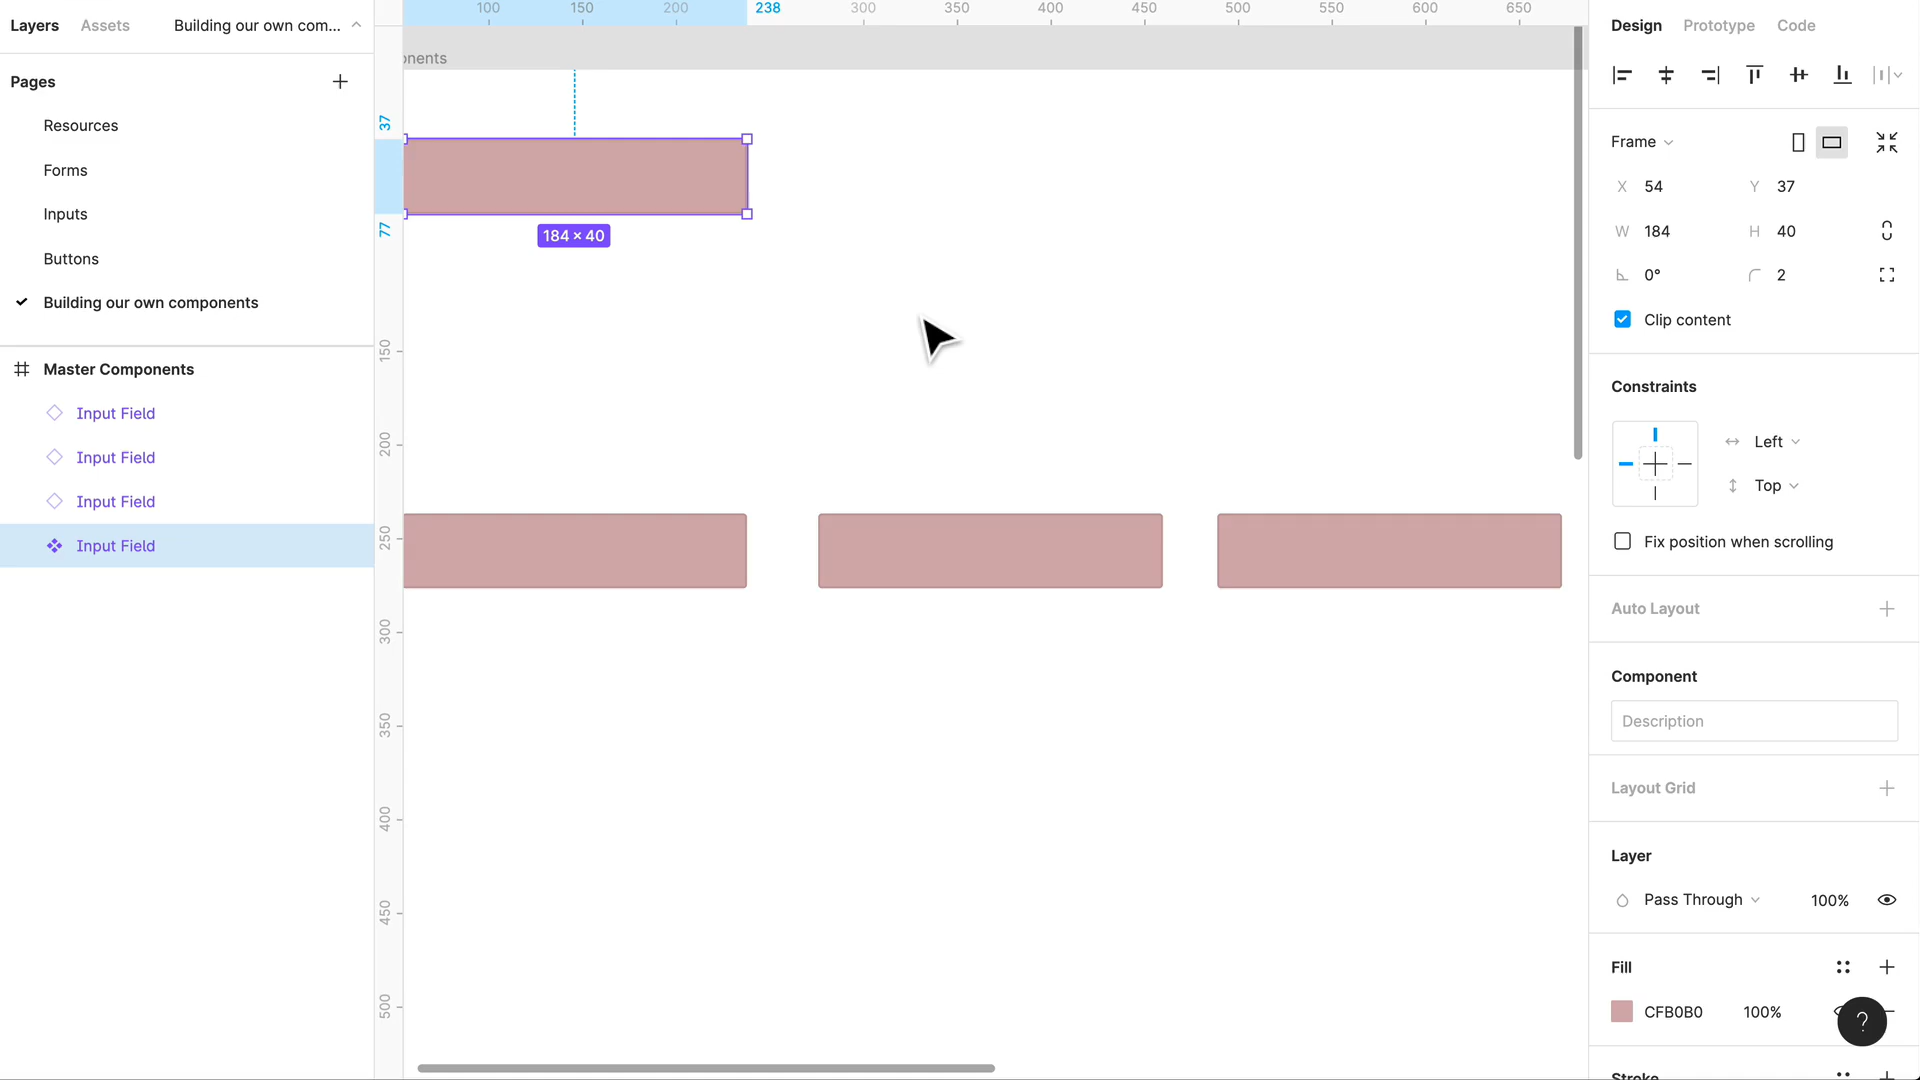 Layers Assets Building our own com...
Pages
Resources
Forms
Inputs
Buttons
Building our own components
Master Components
Input Field
Input Field
Input Field
Input Field
100 150 200 238 300 350 400 450 500 550 600 650
onents
37
77
150
200
250
300
350
400
450
500
184 × 40
Design Prototype Code
Frame
X 54 Y 37
W 184 H 40
0° 2
Clip content
Constraints
Left
Top
Fix position when scrolling
Auto Layout
Component
Description
Layout Grid
Layer
Pass Through 100%
Fill
CFB0B0 100%
?
Stroke